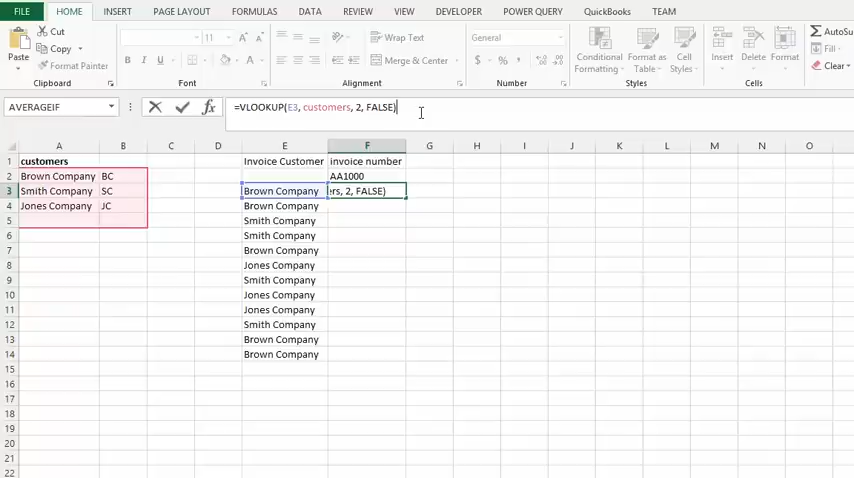 FILE HOME INSERT PAGE LAYOUT FORMULAS DATA REVIEW VIEW DEVELOPER POWER QUERY QuickBooks TEAM
Cut General AutoSu
Copy 11 A A Wrap Text Fill
Paste Format Painter B I U A Merge & Center $ % , Conditional Formatting Format as Table Cell Styles Insert Delete Format Clear
Clipboard Font Alignment Number Styles Cells
AVERAGEIF fx =VLOOKUP(E3, customers, 2, FALSE)
A B C D E F G H I J K L M N O
1 customers Invoice Customer invoice number
2 Brown Company BC AA1000
3 Smith Company SC Brown Company ers, 2, FALSE)
4 Jones Company JC Brown Company
5 Smith Company
6 Smith Company
7 Brown Company
8 Jones Company
9 Smith Company
10 Jones Company
11 Jones Company
12 Smith Company
13 Brown Company
14 Brown Company
15
16
17
18
19
20
21
22